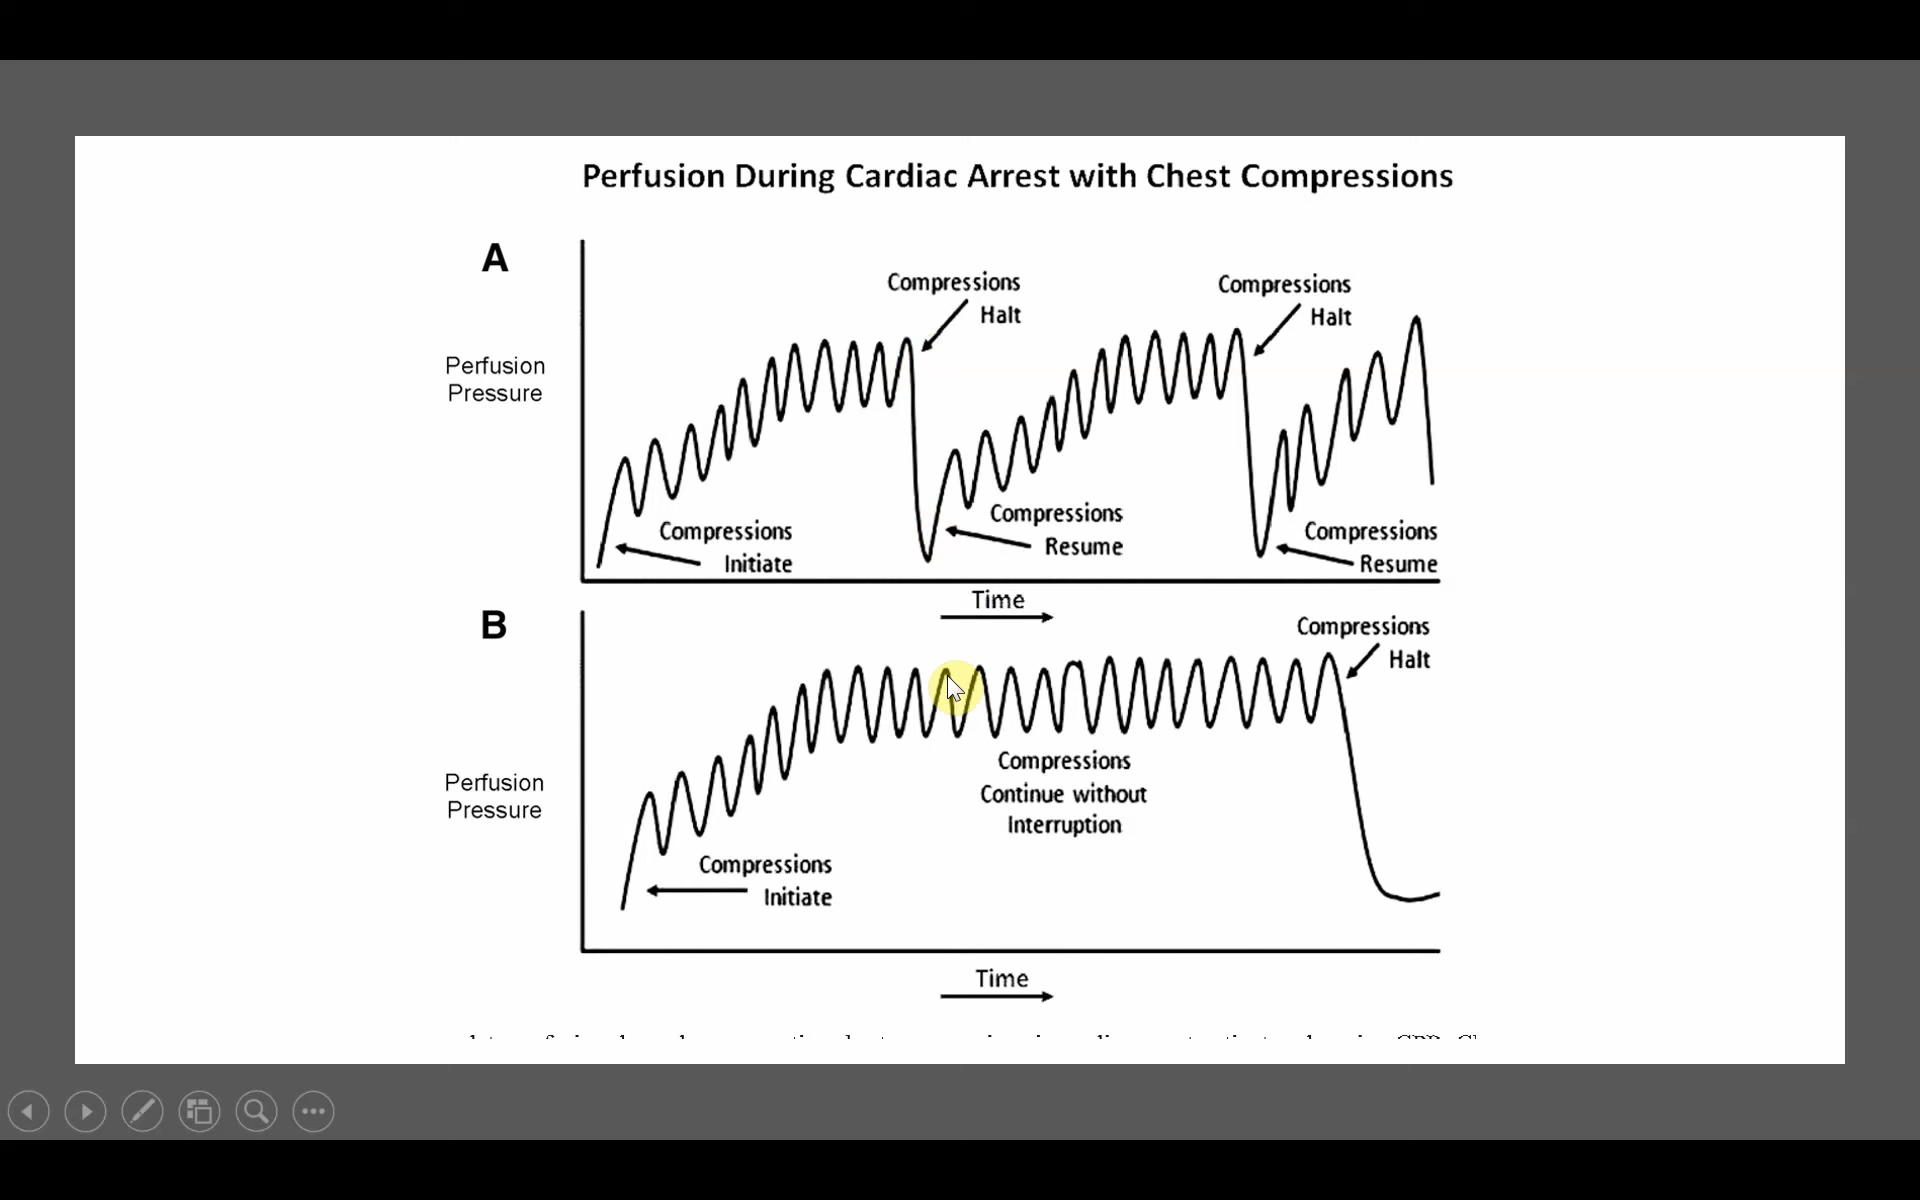 Perfusion During Cardiac Arrest with Chest Compressions
A
Compressions
Halt
Compressions
Halt
Perfusion
Pressure
Compressions
Initiate
Compressions
Resume
Compressions
Resume
Time
B
Compressions
Halt
Perfusion
Pressure
Compressions
Continue without
Interruption
Compressions
Initiate
Time